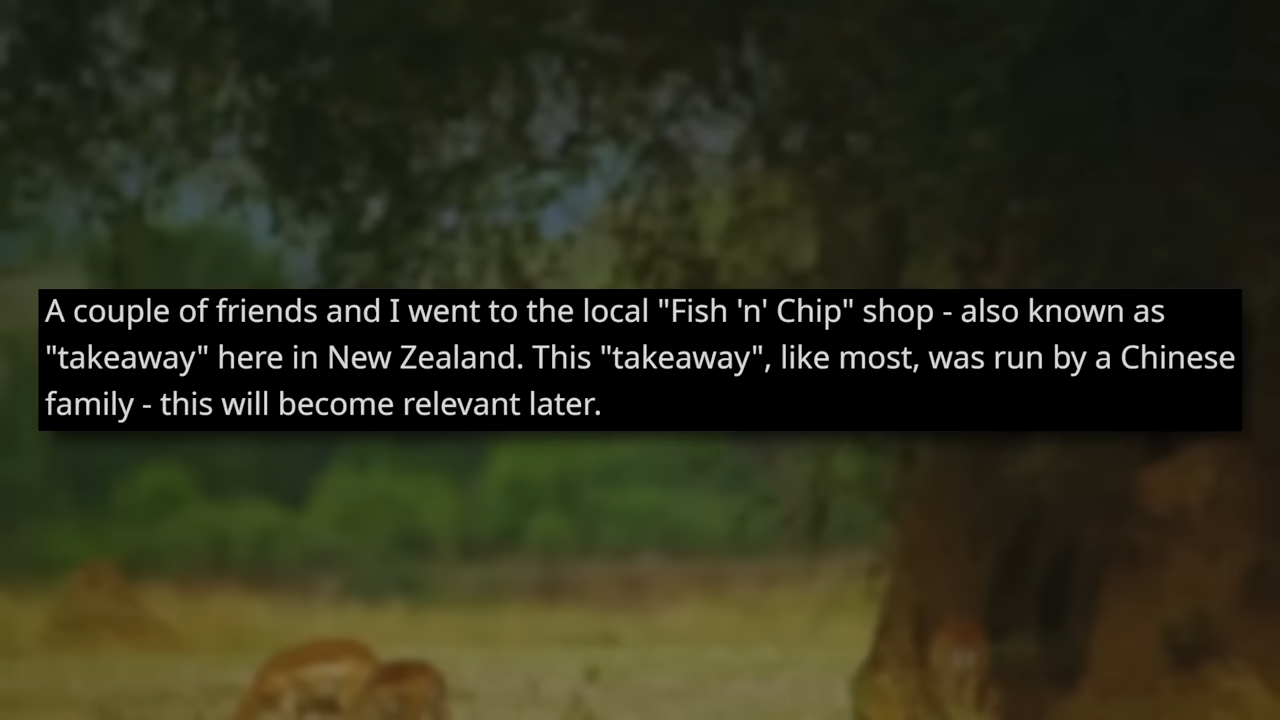 A couple of friends and I went to the local "Fish 'n' Chip" shop - also known as
"takeaway" here in New Zealand. This "takeaway", like most, was run by a Chinese
family - this will become relevant later.